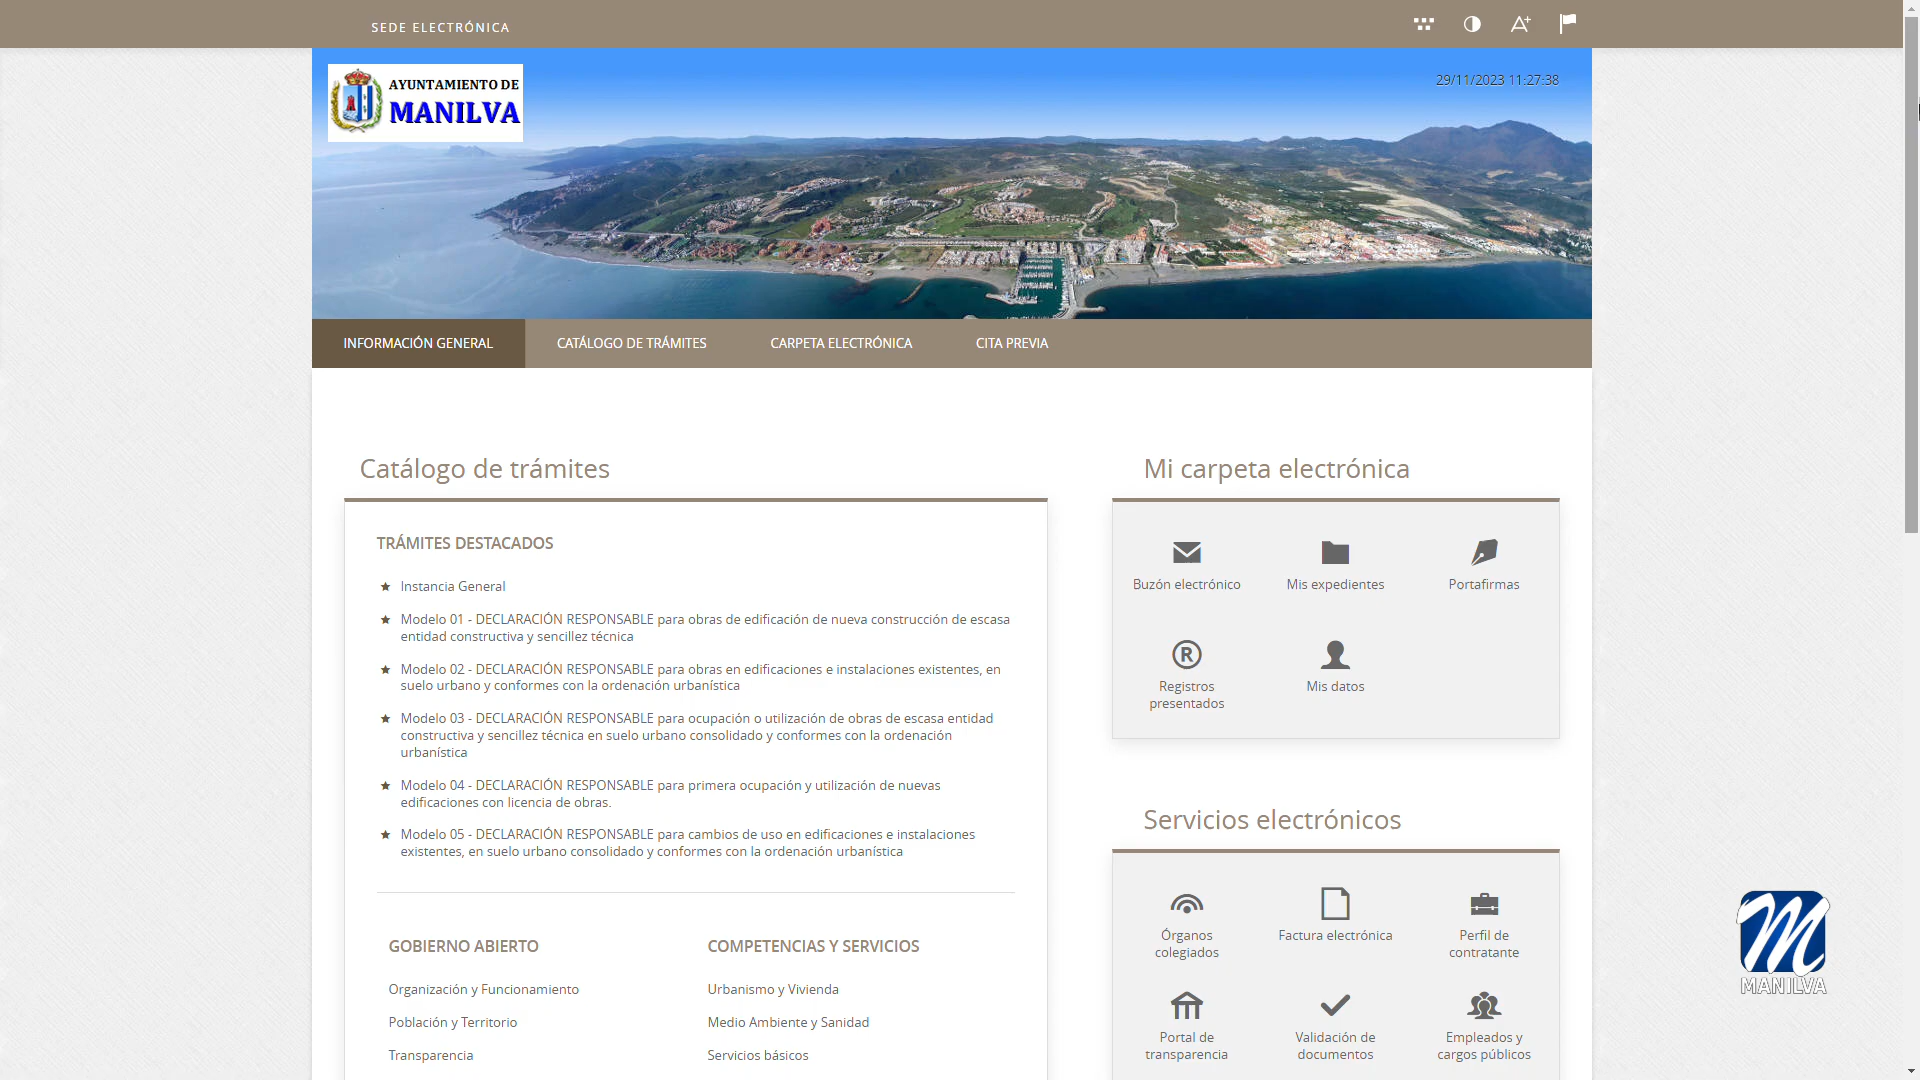 SEDE ELECTRÓNICA
AYUNTAMIENTO DE
MANILVA
29/11/2023 11:27:38
INFORMACIÓN GENERAL
CATÁLOGO DE TRÁMITES
CARPETA ELECTRÓNICA
CITA PREVIA
Catálogo de trámites
TRÁMITES DESTACADOS
Instancia General
Modelo 01 - DECLARACIÓN RESPONSABLE para obras de edificación de nueva construcción de escasa
entidad constructiva y sencillez técnica
Modelo 02 - DECLARACIÓN RESPONSABLE para obras en edificaciones e instalaciones existentes, en
suelo urbano y conformes con la ordenación urbanística
Modelo 03 - DECLARACIÓN RESPONSABLE para ocupación o utilización de obras de escasa entidad
constructiva y sencillez técnica en suelo urbano consolidado y conformes con la ordenación
urbanística
Modelo 04 - DECLARACIÓN RESPONSABLE para primera ocupación y utilización de nuevas
edificaciones con licencia de obras.
Modelo 05 - DECLARACIÓN RESPONSABLE para cambios de uso en edificaciones e instalaciones
existentes, en suelo urbano consolidado y conformes con la ordenación urbanística
GOBIERNO ABIERTO
Organización y Funcionamiento
Población y Territorio
Transparencia
COMPETENCIAS Y SERVICIOS
Urbanismo y Vivienda
Medio Ambiente y Sanidad
Servicios básicos
Mi carpeta electrónica
Buzón electrónico
Mis expedientes
Portafirmas
Registros
presentados
Mis datos
Servicios electrónicos
Órganos
colegiados
Factura electrónica
Perfil de
contratante
Portal de
transparencia
Validación de
documentos
Empleados y
cargos públicos
M
MANILVA